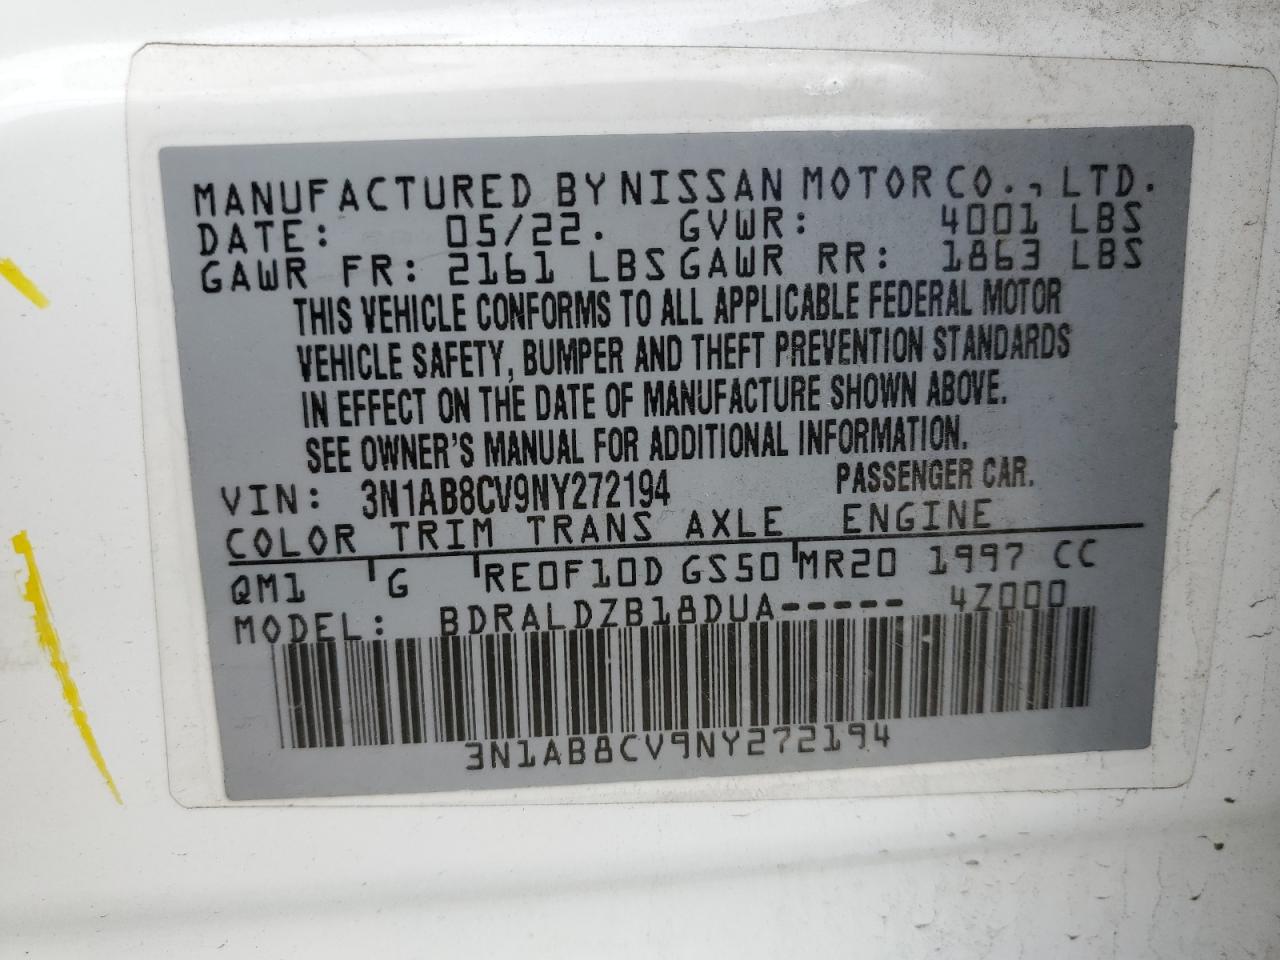 MANUFACTURED BY NISSAN MOTOR CO., LTD.
DATE: 05/22. GVWR: 4001 LBS
GAWR FR: 2161 LBS GAWR RR: 1863 LBS
THIS VEHICLE CONFORMS TO ALL APPLICABLE FEDERAL MOTOR
VEHICLE SAFETY, BUMPER AND THEFT PREVENTION STANDARDS
IN EFFECT ON THE DATE OF MANUFACTURE SHOWN ABOVE.
SEE OWNER'S MANUAL FOR ADDITIONAL INFORMATION.
VIN: 3N1AB8CV9NY272194 PASSENGER CAR.
COLOR TRIM TRANS AXLE ENGINE
QM1 G RE0F10D GS50 MR20 1997 CC
MODEL: BDRALDZB18DUA----- 4Z000
3N1AB8CV9NY272194